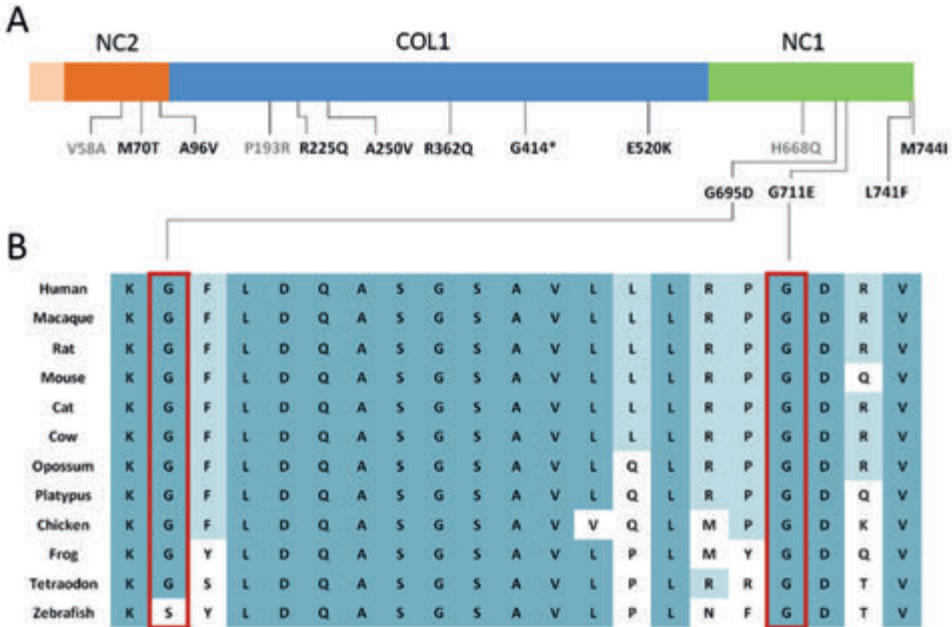 A
NC2 COL1 NC1
V58A M70T A96V P193R R225Q A250V R362Q G414* E520K H668Q M744I
G695D G711E L741F
B
Human K G F L D Q A S G S A V L L L R P G D R V
Macaque K G F L D Q A S G S A V L L L R P G D R V
Rat K G F L D Q A S G S A V L L L R P G D R V
Mouse K G F L D Q A S G S A V L L L R P G D Q V
Cat K G F L D Q A S G S A V L L L R P G D R V
Cow K G F L D Q A S G S A V L L L R P G D R V
Opossum K G F L D Q A S G S A V L Q L R P G D R V
Platypus K G F L D Q A S G S A V L Q L R P G D Q V
Chicken K G F L D Q A S G S A V V Q L M P G D K V
Frog K G Y L D Q A S G S A V L P L M Y G D Q V
Tetraodon K G S L D Q A S G S A V L P L R R G D T V
Zebrafish K S Y L D Q A S G S A V L P L N F G D T V